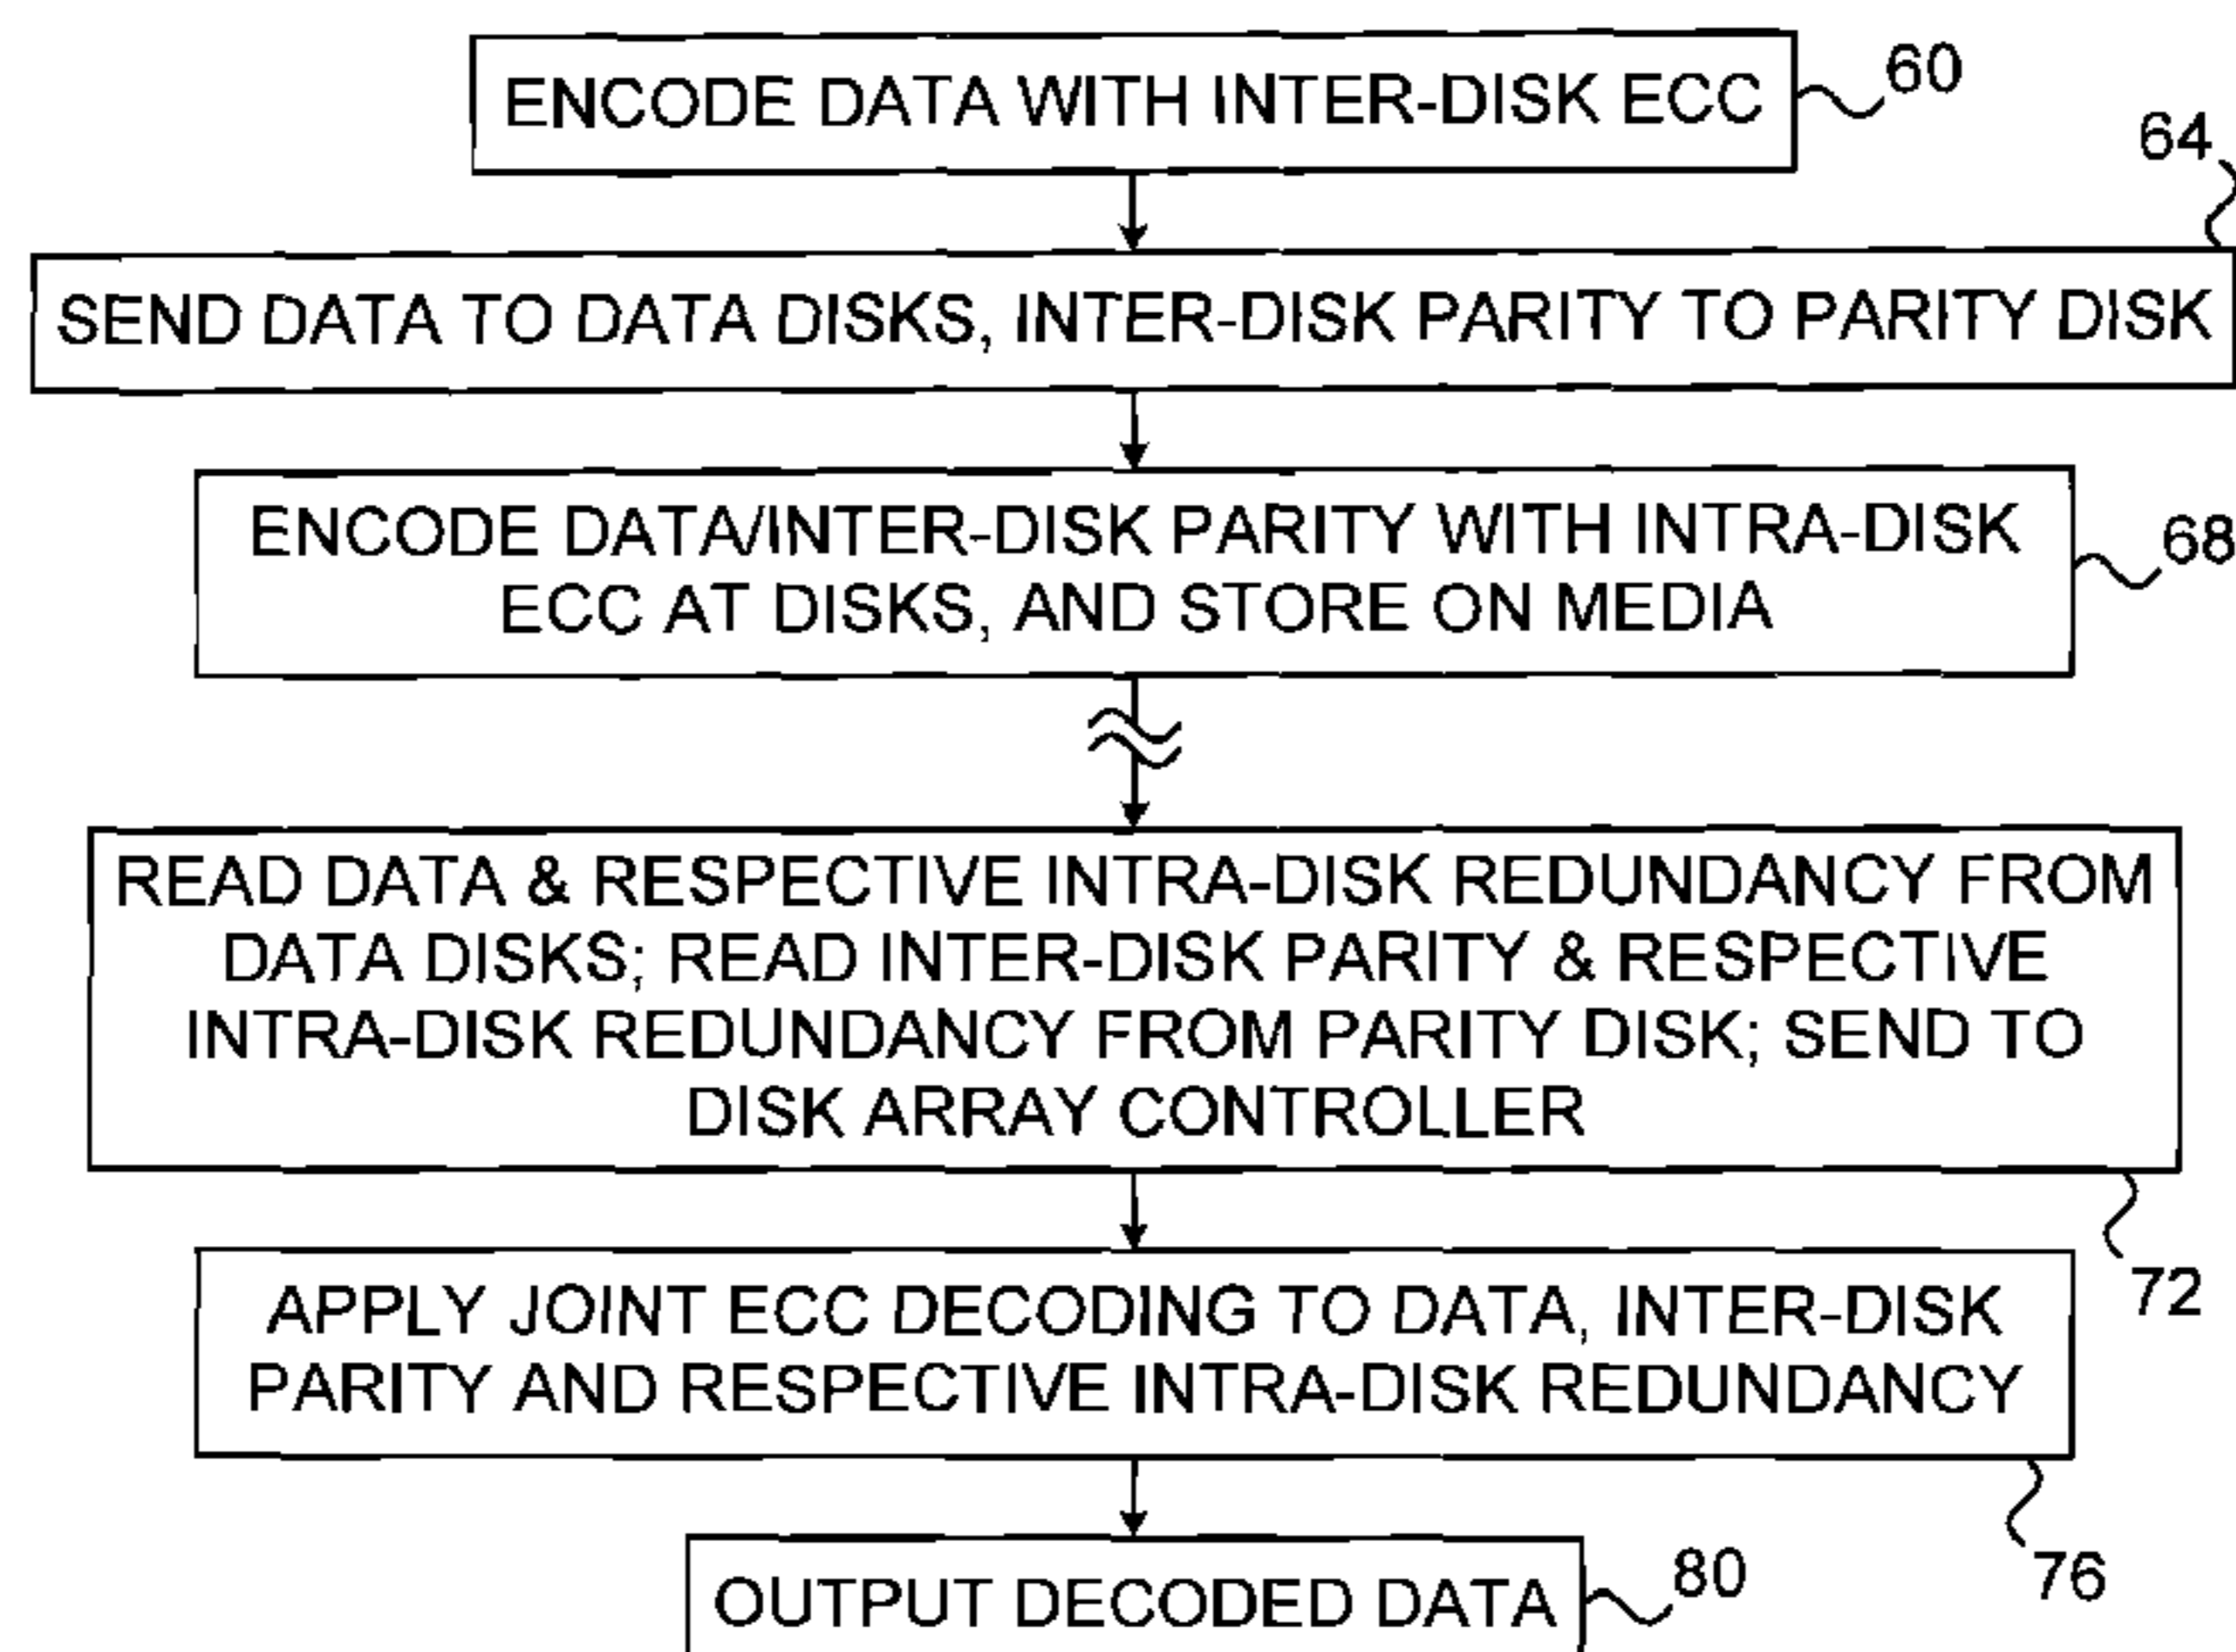 ENCODE DATA WITH INTER-DISK ECC
60
64
SEND DATA TO DATA DISKS, INTER-DISK PARITY TO PARITY DISK
ENCODE DATA/INTER-DISK PARITY WITH INTRA-DISK
ECC AT DISKS, AND STORE ON MEDIA
68
READ DATA & RESPECTIVE INTRA-DISK REDUNDANCY FROM
DATA DISKS; READ INTER-DISK PARITY & RESPECTIVE
INTRA-DISK REDUNDANCY FROM PARITY DISK; SEND TO
DISK ARRAY CONTROLLER
72
APPLY JOINT ECC DECODING TO DATA, INTER-DISK
PARITY AND RESPECTIVE INTRA-DISK REDUNDANCY
76
OUTPUT DECODED DATA
80